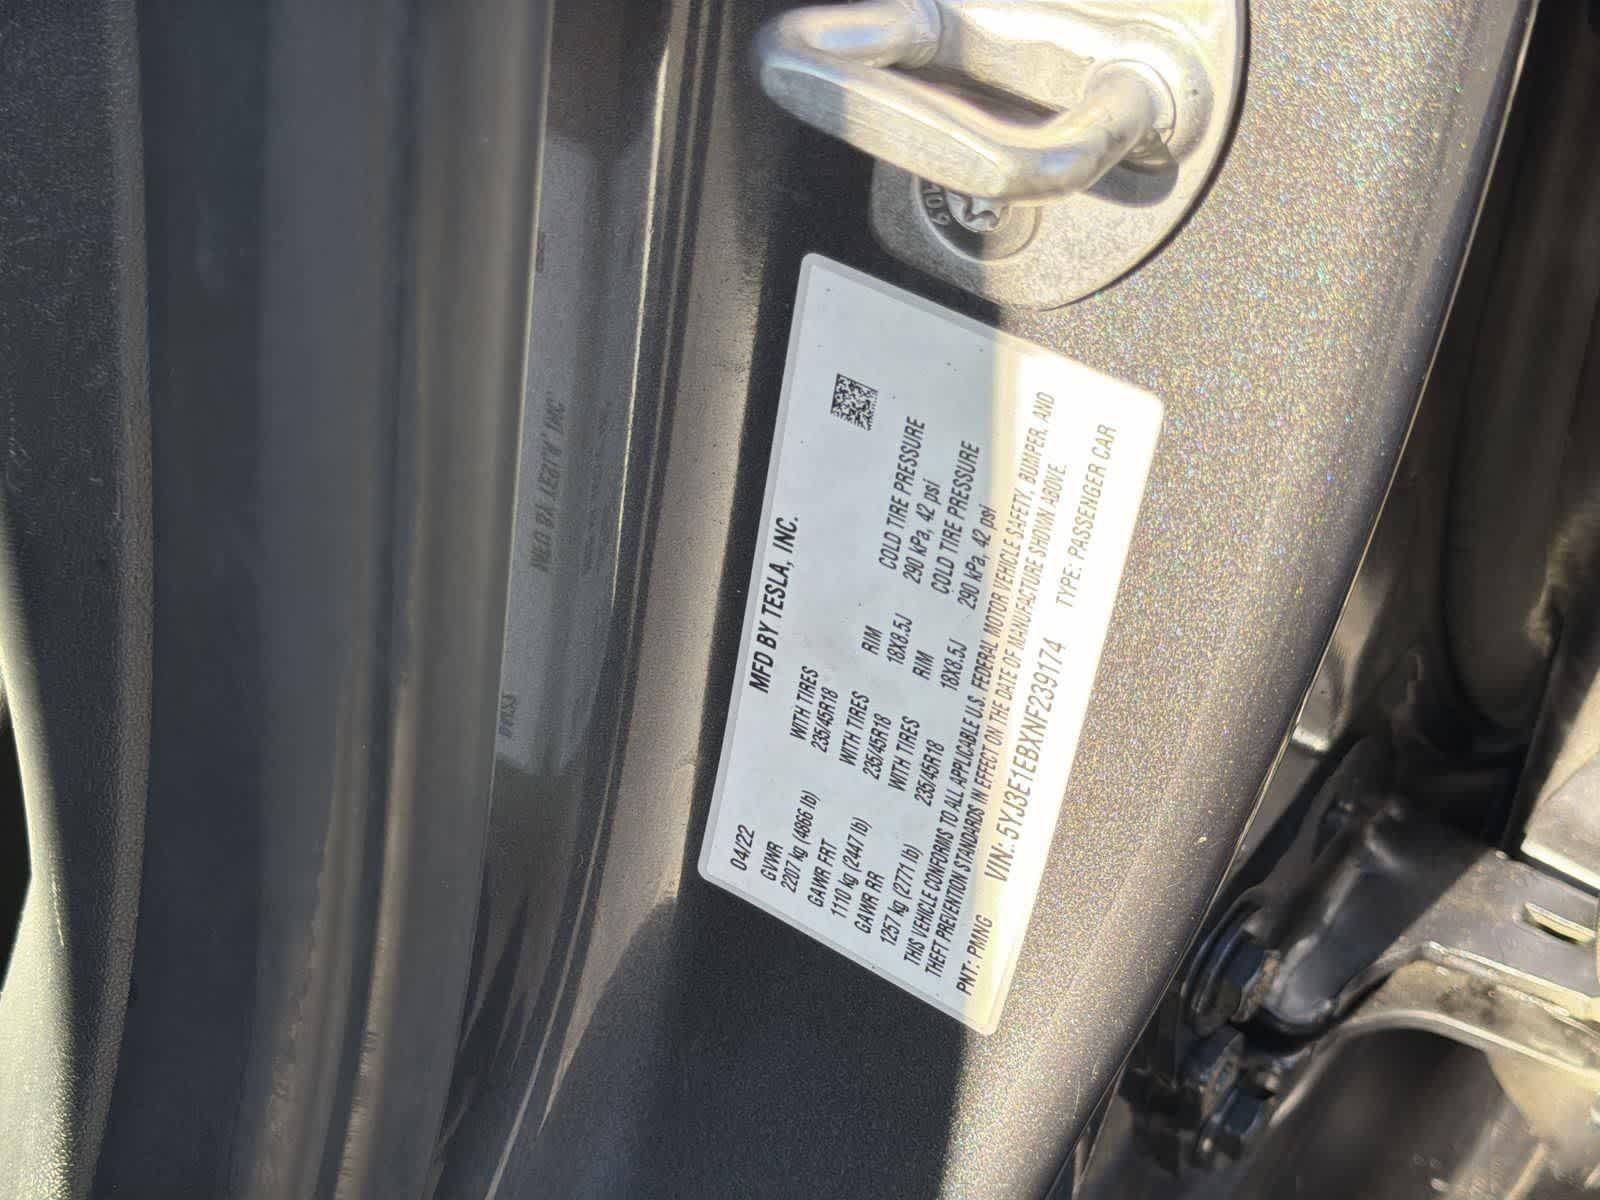 MFD BY TESLA, INC.
04/22
GVWR WITH TIRES
2207 kg (4866 lb) 235/45R18
GAWR FRT WITH TIRES RIM COLD TIRE PRESSURE
1110 kg (2447 lb) 235/45R18 18X8.5J 290 kPa, 42 psi
GAWR RR WITH TIRES RIM COLD TIRE PRESSURE
1257 kg (2771 lb) 235/45R18 18X8.5J 290 kPa, 42 psi
THIS VEHICLE CONFORMS TO ALL APPLICABLE U.S. FEDERAL MOTOR VEHICLE SAFETY, BUMPER, AND
THEFT PREVENTION STANDARDS IN EFFECT ON THE DATE OF MANUFACTURE SHOWN ABOVE.
PNT: PMNG VIN: 5YJ3E1EBXNF239174 TYPE: PASSENGER CAR